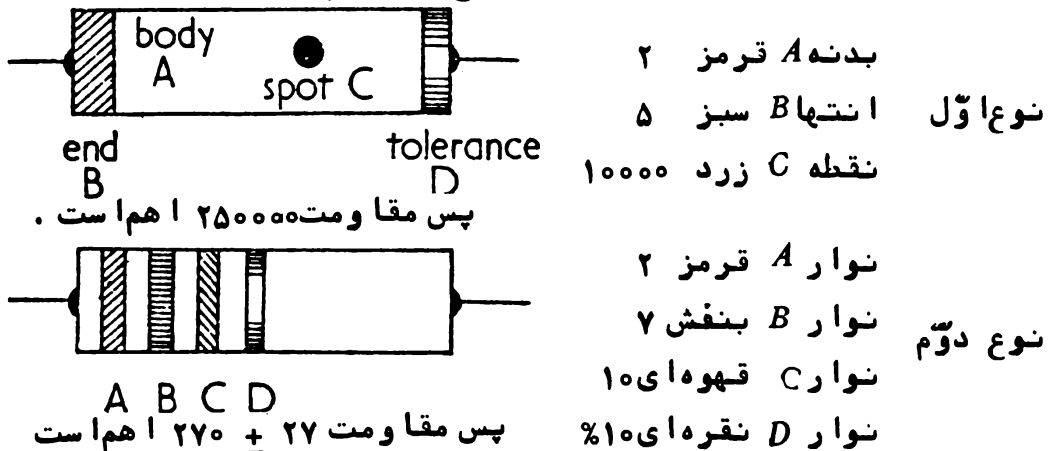 body
A
spot C
end
B
tolerance
D
نوع اوّل
بدنه A قرمز ۲
انتها B سبز ۵
نقطه C زرد ۱۰۰۰۰
پس مقاومت ۲۵۰۰۰۰ اهم است .
A B C D
نوع دوّم
نوار A قرمز ۲
نوار B بنفش ۷
نوار C قهوه‌ای ۱۰
نوار D نقره‌ای ۱۰%
پس مقاومت ۲۷ ± ۲۷۰ اهم است